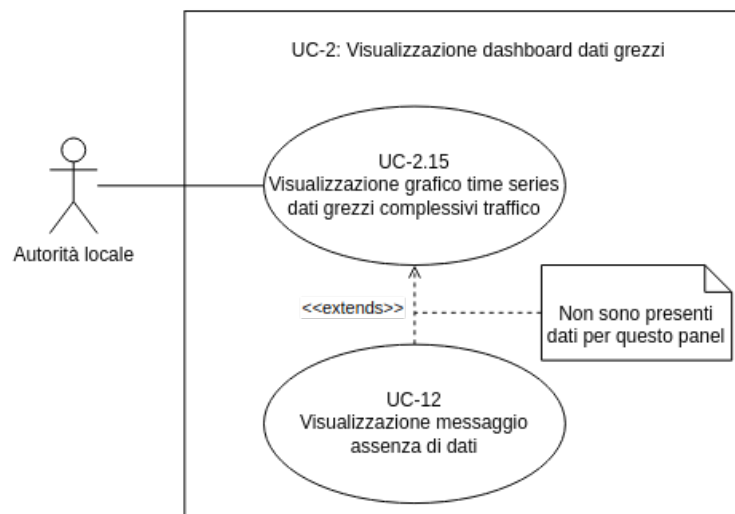 UC-2: Visualizzazione dashboard dati grezzi
UC-2.15
Visualizzazione grafico time series
dati grezzi complessivi traffico
Autorità locale
<<extends>>
Non sono presenti
dati per questo panel
UC-12
Visualizzazione messaggio
assenza di dati